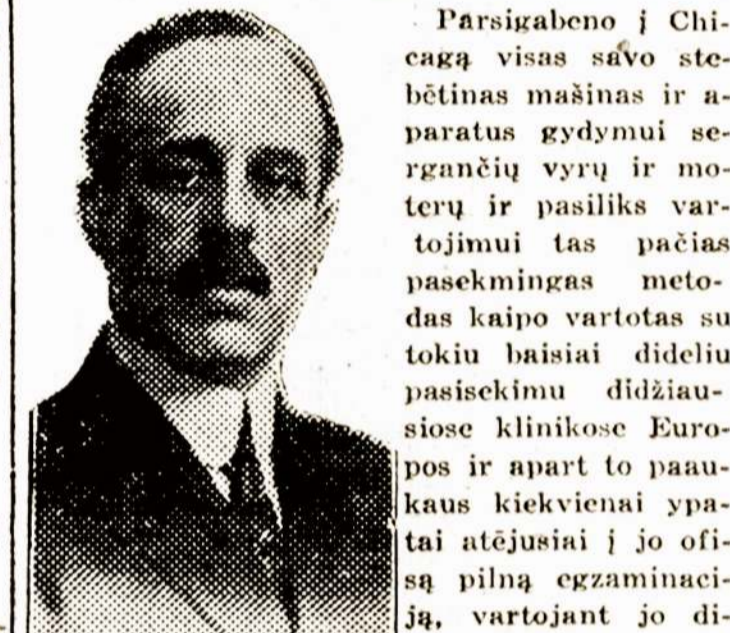 Parsigabeno į Chi-
cagą visas savo ste-
bėtinas mašinas ir a-
paratus gydymui se-
rgančių vyrų ir mo-
terų ir pasiliks var-
tojimui tas pačias
pasekmingas meto-
das kaipo vartotas su
tokiu baisiai dideliu
pasisekimu didžiau-
siose klinikose Euro-
pos ir apart to paau-
kaus kiekvienai ypa-
tai atėjusiai į jo ofi-
są pilną egzaminaci-
ją, vartojant jo di-